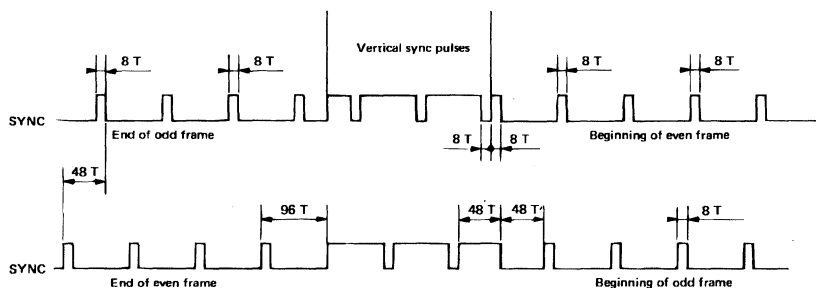 Vertical sync pulses
8 T 8 T 8 T 8 T
SYNC
End of odd frame Beginning of even frame
8 T 8 T
48 T
96 T 48 T 48 T 8 T
SYNC
End of even frame Beginning of odd frame